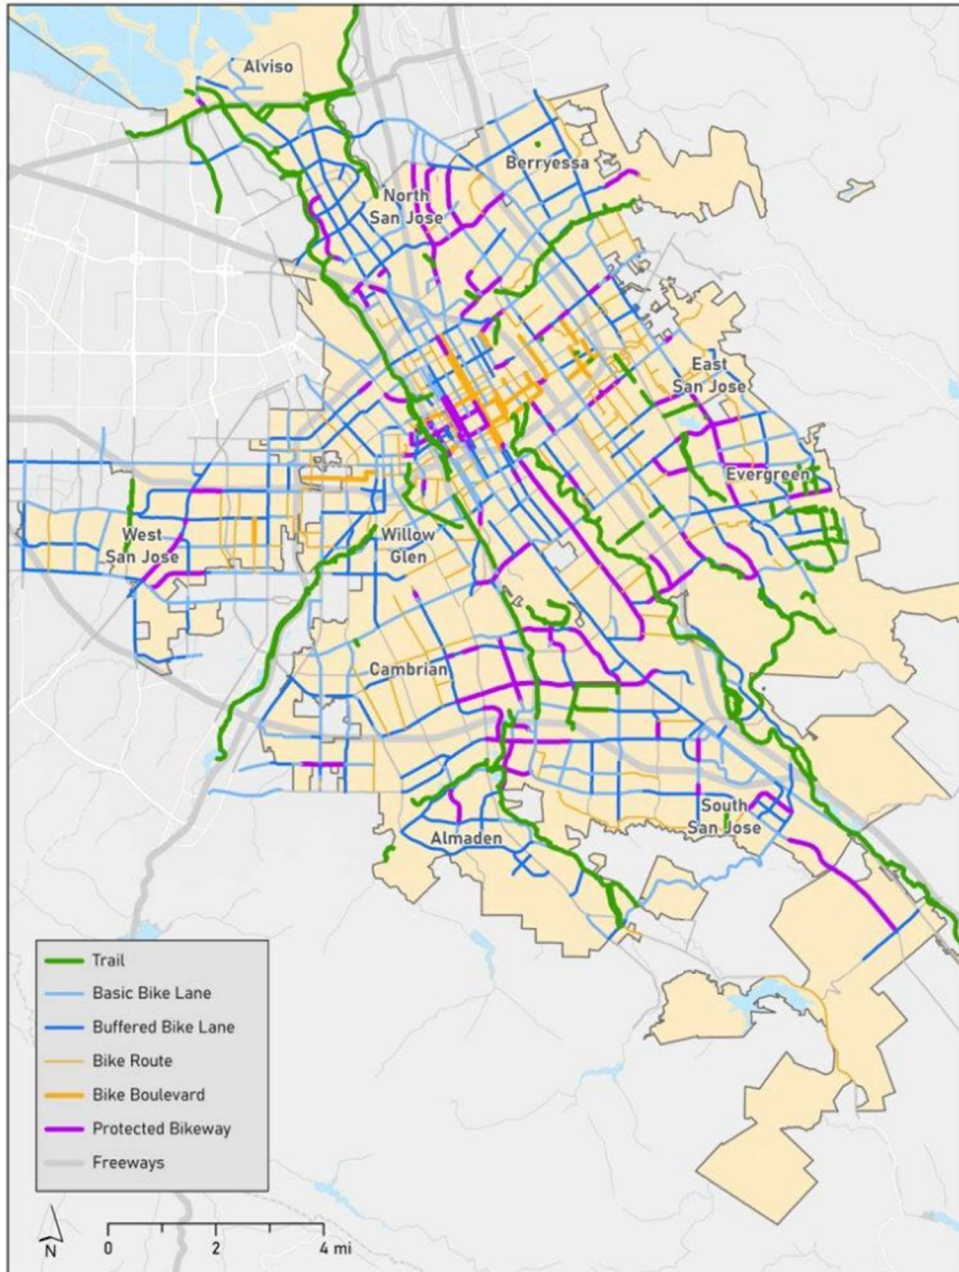 Alviso
Berryessa
North
San Jose
East
San Jose
Evergreen
West
San Jose
Willow
Glen
Cambrian
South
San Jose
Almaden
Trail
Basic Bike Lane
Buffered Bike Lane
Bike Route
Bike Boulevard
Protected Bikeway
Freeways
N
0 2 4 mi